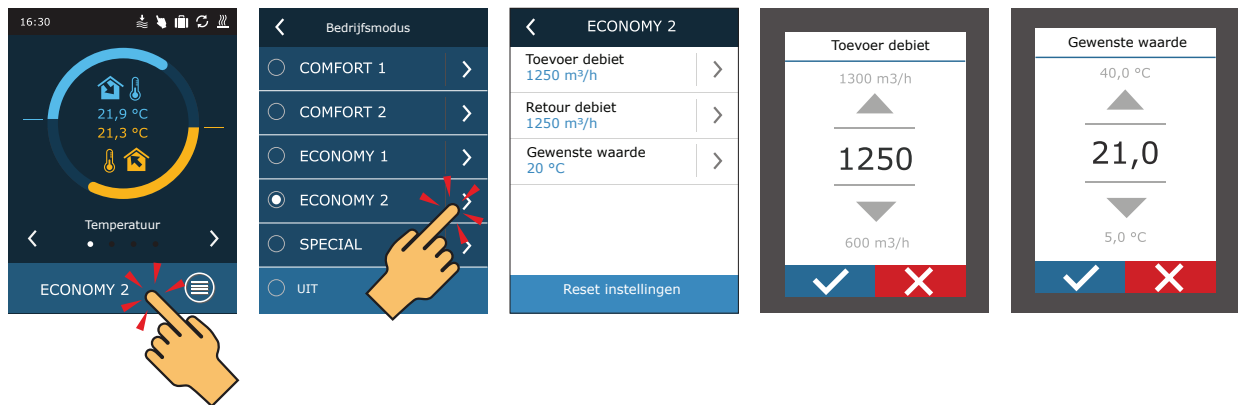 16:30
21,9 °C
21,3 °C
Temperatuur
ECONOMY 2
Bedrijfsmodus
COMFORT 1
COMFORT 2
ECONOMY 1
ECONOMY 2
SPECIAL
UIT
ECONOMY 2
Toevoer debiet
1250 m³/h
Retour debiet
1250 m³/h
Gewenste waarde
20 °C
Reset instellingen
Toevoer debiet
1300 m3/h
1250
600 m3/h
Gewenste waarde
40,0 °C
21,0
5,0 °C